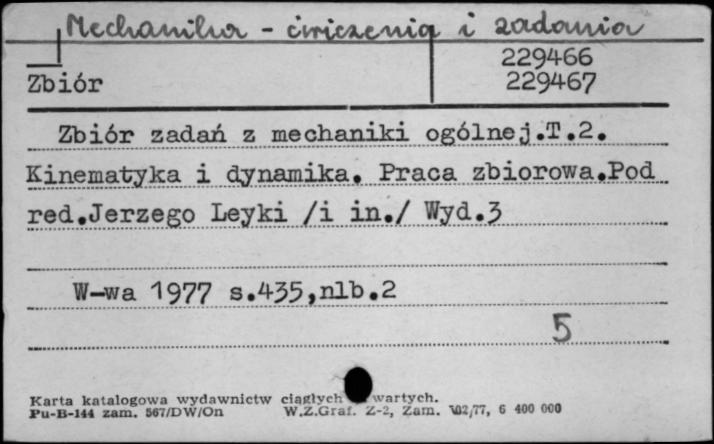 Mechanika - ćwiczenia i zadania
229466
Zbiór 229467
Zbiór zadań z mechaniki ogólnej.T.2.
Kinematyka i dynamika. Praca zbiorowa.Pod
red.Jerzego Leyki /i in./ Wyd.3
W-wa 1977 s.435,nlb.2
5
Karta katalogowa wydawnictw ciągłych wartych.
Pu-B-144 zam. 567/DW/On W.Z.Graf. Z-2, Zam. 102/77, 6 400 000